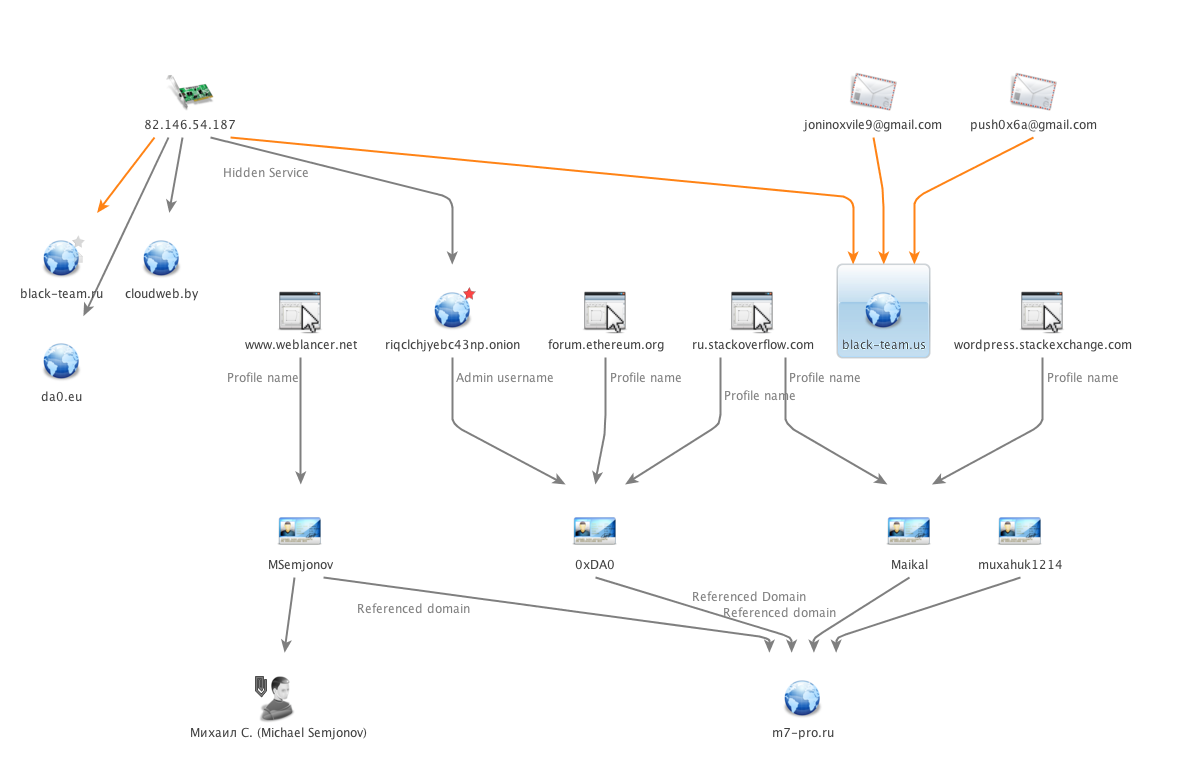 82.146.54.187
joninoxvile9@gmail.com
push0x6a@gmail.com
Hidden Service
black-team.ru
cloudweb.by
www.weblancer.net
riqclchjyebc43np.onion
forum.ethereum.org
ru.stackoverflow.com
black-team.us
wordpress.stackexchange.com
Profile name
Admin username
Profile name
Profile name
Profile name
Profile name
da0.eu
MSemjonov
0xDA0
Maikal
muxahuk1214
Referenced domain
Referenced Domain
Referenced domain
Михаил С. (Michael Semjonov)
m7-pro.ru